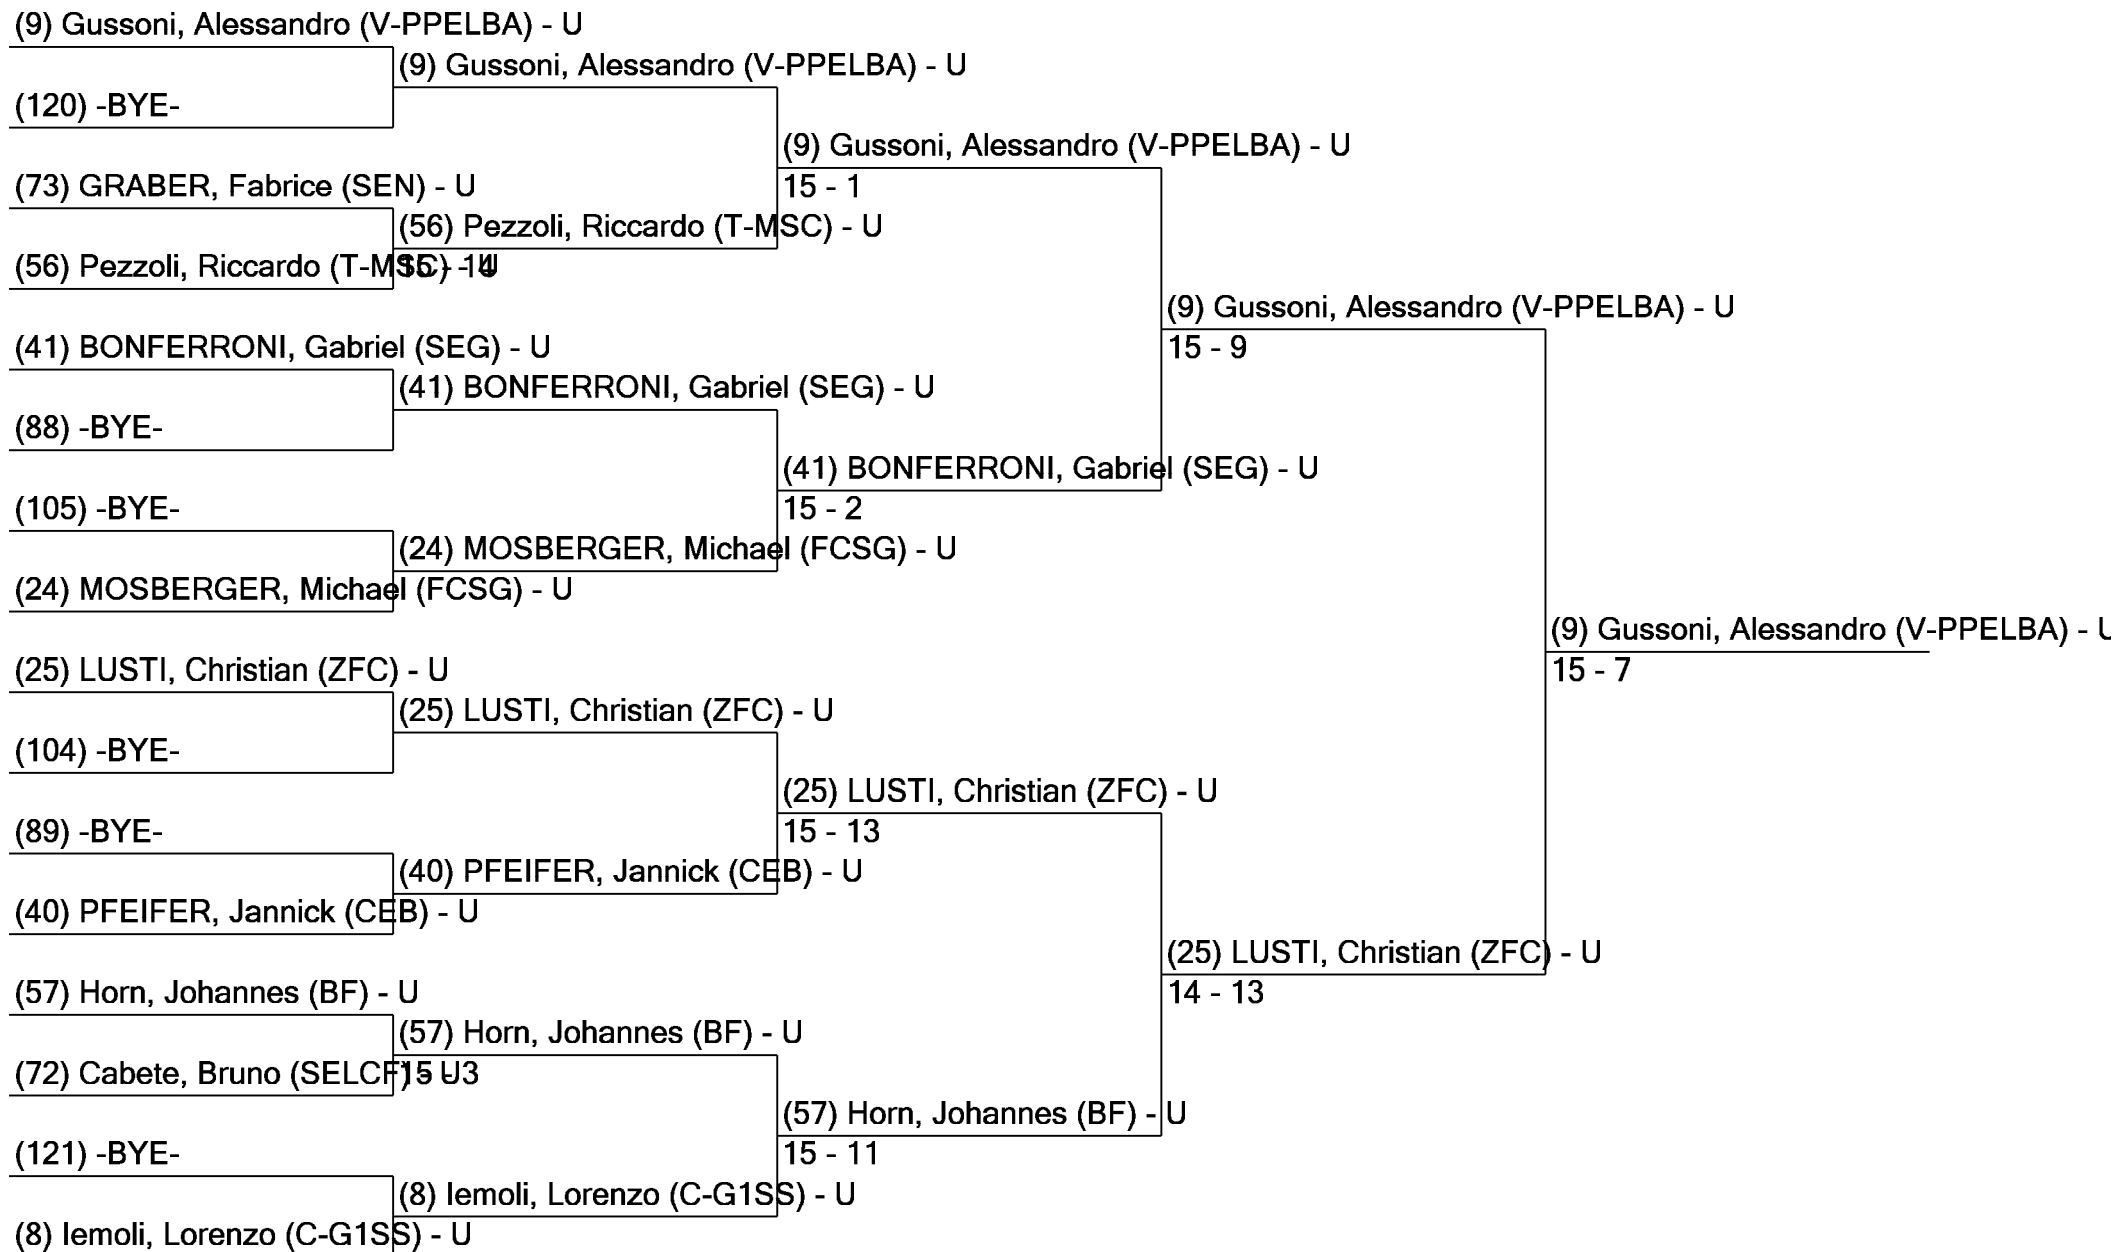 (9) Gussoni, Alessandro (V-PPELBA) - U
(9) Gussoni, Alessandro (V-PPELBA) - U
(120) -BYE-
(9) Gussoni, Alessandro (V-PPELBA) - U
(73) GRABER, Fabrice (SEN) - U
15 - 1
(56) Pezzoli, Riccardo (T-MSC) - U
(56) Pezzoli, Riccardo (T-MSC) - U
15 - 14
(9) Gussoni, Alessandro (V-PPELBA) - U
(41) BONFERRONI, Gabriel (SEG) - U
15 - 9
(41) BONFERRONI, Gabriel (SEG) - U
(88) -BYE-
(41) BONFERRONI, Gabriel (SEG) - U
(105) -BYE-
15 - 2
(24) MOSBERGER, Michael (FCSG) - U
(24) MOSBERGER, Michael (FCSG) - U
(9) Gussoni, Alessandro (V-PPELBA) - U
(25) LUSTI, Christian (ZFC) - U
15 - 7
(25) LUSTI, Christian (ZFC) - U
(104) -BYE-
(25) LUSTI, Christian (ZFC) - U
(89) -BYE-
15 - 13
(40) PFEIFER, Jannick (CEB) - U
(40) PFEIFER, Jannick (CEB) - U
(25) LUSTI, Christian (ZFC) - U
(57) Horn, Johannes (BF) - U
14 - 13
(57) Horn, Johannes (BF) - U
(72) Cabete, Bruno (SELCF) - U
15 - 3
(57) Horn, Johannes (BF) - U
(121) -BYE-
15 - 11
(8) Iemoli, Lorenzo (C-G1SS) - U
(8) Iemoli, Lorenzo (C-G1SS) - U